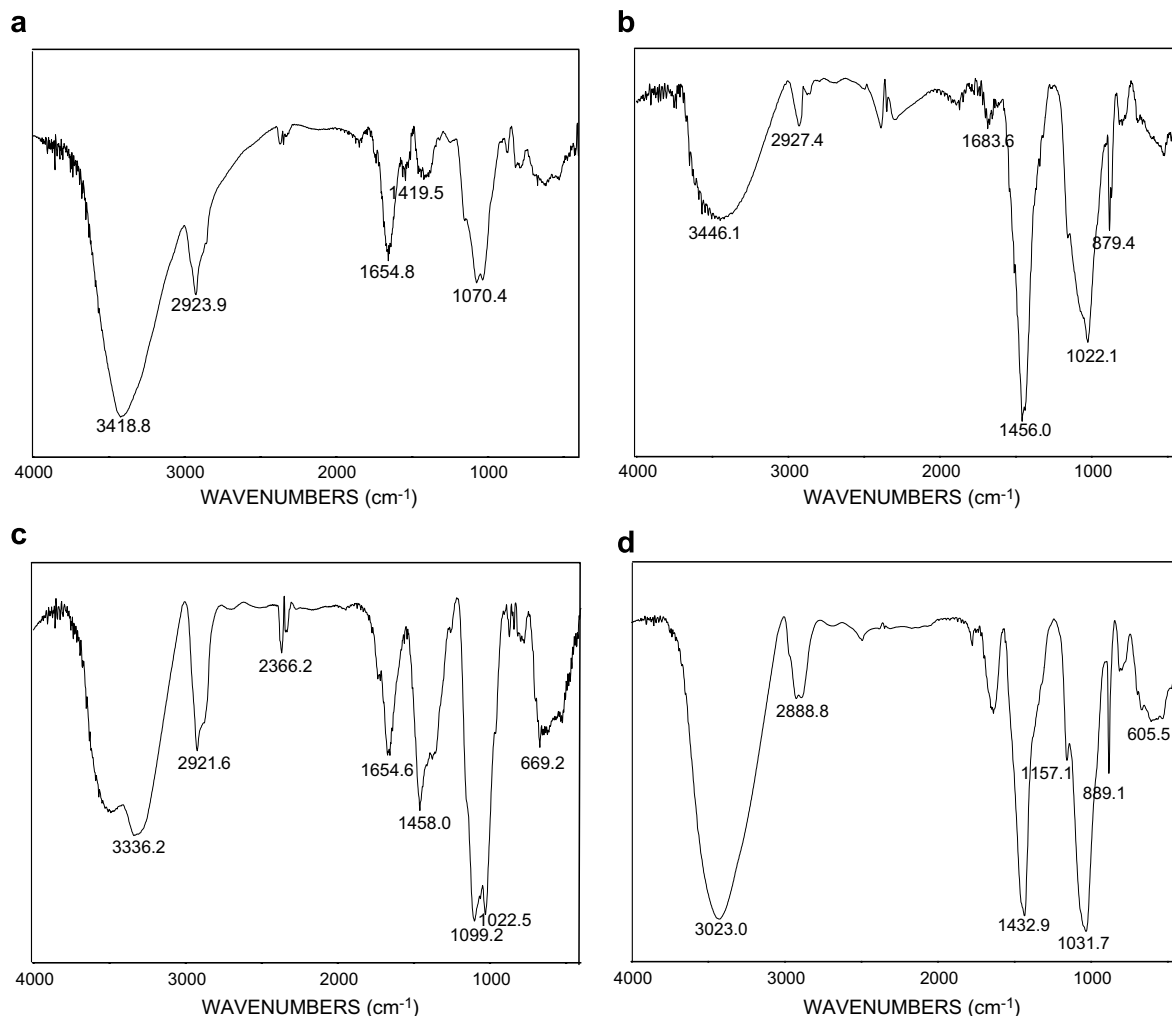 a
3418.8
2923.9
1654.8
1419.5
1070.4
4000 3000 2000 1000
WAVENUMBERS (cm-1)
b
3446.1
2927.4
1683.6
1456.0
1022.1
879.4
4000 3000 2000 1000
WAVENUMBERS (cm-1)
c
3336.2
2921.6
2366.2
1654.6
1458.0
1099.2
1022.5
669.2
4000 3000 2000 1000
WAVENUMBERS (cm-1)
d
3023.0
2888.8
1432.9
1157.1
1031.7
889.1
605.5
4000 3000 2000 1000
WAVENUMBERS (cm-1)